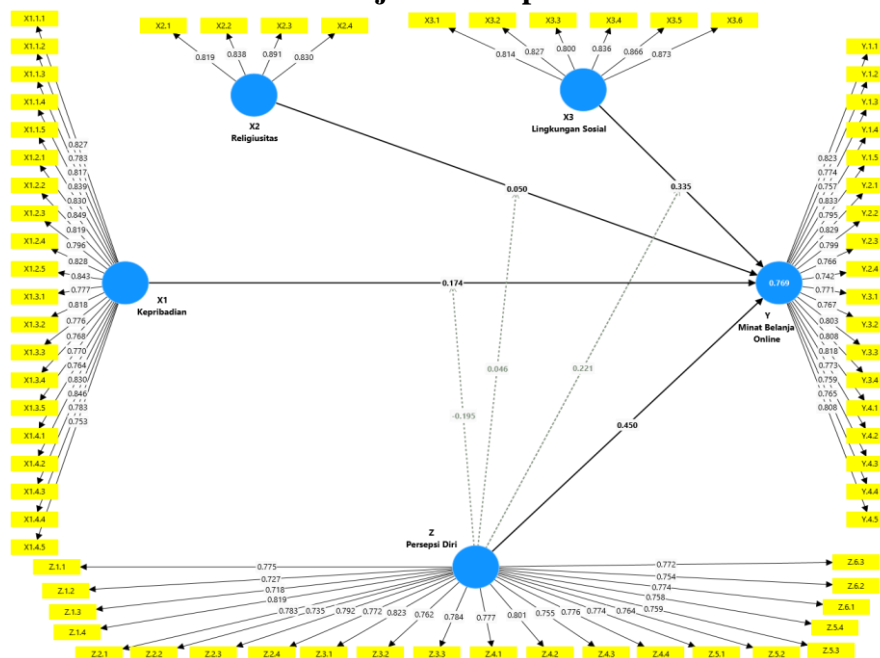 X2.1
X2.2
X2.3
X2.4
0.819
0.838
0.891
0.830
X2
Religiusitas
X3.1
X3.2
X3.3
X3.4
X3.5
X3.6
0.814
0.827
0.800
0.836
0.866
0.873
X3
Lingkungan Sosial
X1.1.1
X1.1.2
X1.1.3
X1.1.4
X1.1.5
X1.2.1
X1.2.2
X1.2.3
X1.2.4
X1.2.5
X1.3.1
X1.3.2
X1.3.3
X1.3.4
X1.3.5
X1.4.1
X1.4.2
X1.4.3
X1.4.4
X1.4.5
0.827
0.783
0.817
0.839
0.830
0.849
0.819
0.796
0.828
0.843
0.777
0.818
0.776
0.768
0.770
0.764
0.830
0.846
0.783
0.753
X1
Kepribadian
0.050
0.335
0.174
0.046
0.221
-0.195
0.450
0.769
Y
Minat Belanja
Online
0.823
0.774
0.757
0.833
0.795
0.829
0.799
0.766
0.742
0.771
0.767
0.803
0.808
0.818
0.773
0.759
0.765
0.808
Y.1.1
Y.1.2
Y.1.3
Y.1.4
Y.1.5
Y.2.1
Y.2.2
Y.2.3
Y.2.4
Y.3.1
Y.3.2
Y.3.3
Y.3.4
Y.4.1
Y.4.2
Y.4.3
Y.4.4
Y.4.5
Z
Persepsi Diri
0.775
0.727
0.718
0.819
0.783
0.735
0.792
0.772
0.823
0.762
0.784
0.777
0.801
0.755
0.776
0.774
0.764
0.759
0.758
0.774
0.754
0.772
Z.1.1
Z.1.2
Z.1.3
Z.1.4
Z.2.1
Z.2.2
Z.2.3
Z.2.4
Z.3.1
Z.3.2
Z.3.3
Z.4.1
Z.4.2
Z.4.3
Z.4.4
Z.5.1
Z.5.2
Z.5.3
Z.5.4
Z.6.1
Z.6.2
Z.6.3